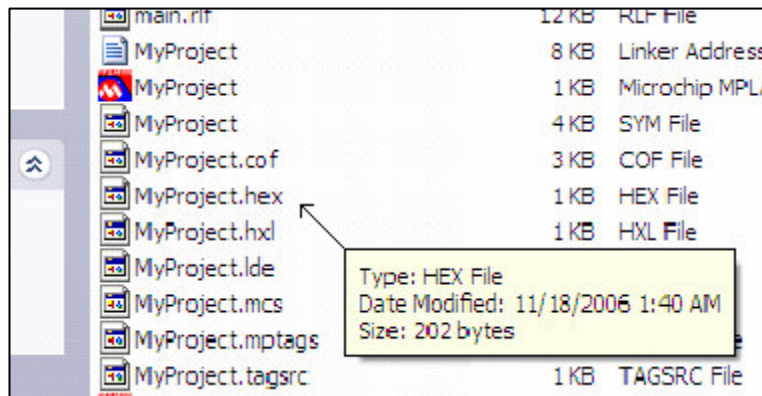 main.rlf 12 KB RLF File
MyProject 8 KB Linker Address
MyProject 1 KB Microchip MPLA
MyProject 4 KB SYM File
MyProject.cof 3 KB COF File
MyProject.hex 1 KB HEX File
MyProject.hxl 1 KB HXL File
MyProject.lde
Type: HEX File
MyProject.mcs
Date Modified: 11/18/2006 1:40 AM
Size: 202 bytes
MyProject.mptags e
MyProject.tagsrc 1 KB TAGSRC File